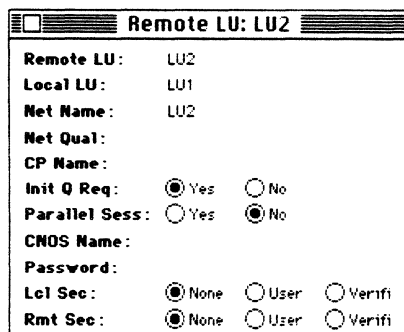 Remote LU: LU2
Remote LU: LU2
Local LU: LU1
Net Name: LU2
Net Qual:
CP Name:
Init Q Req: Yes No
Parallel Sess: Yes No
CNOS Name:
Password:
Lcl Sec: None User Verifi
Rmt Sec: None User Verifi